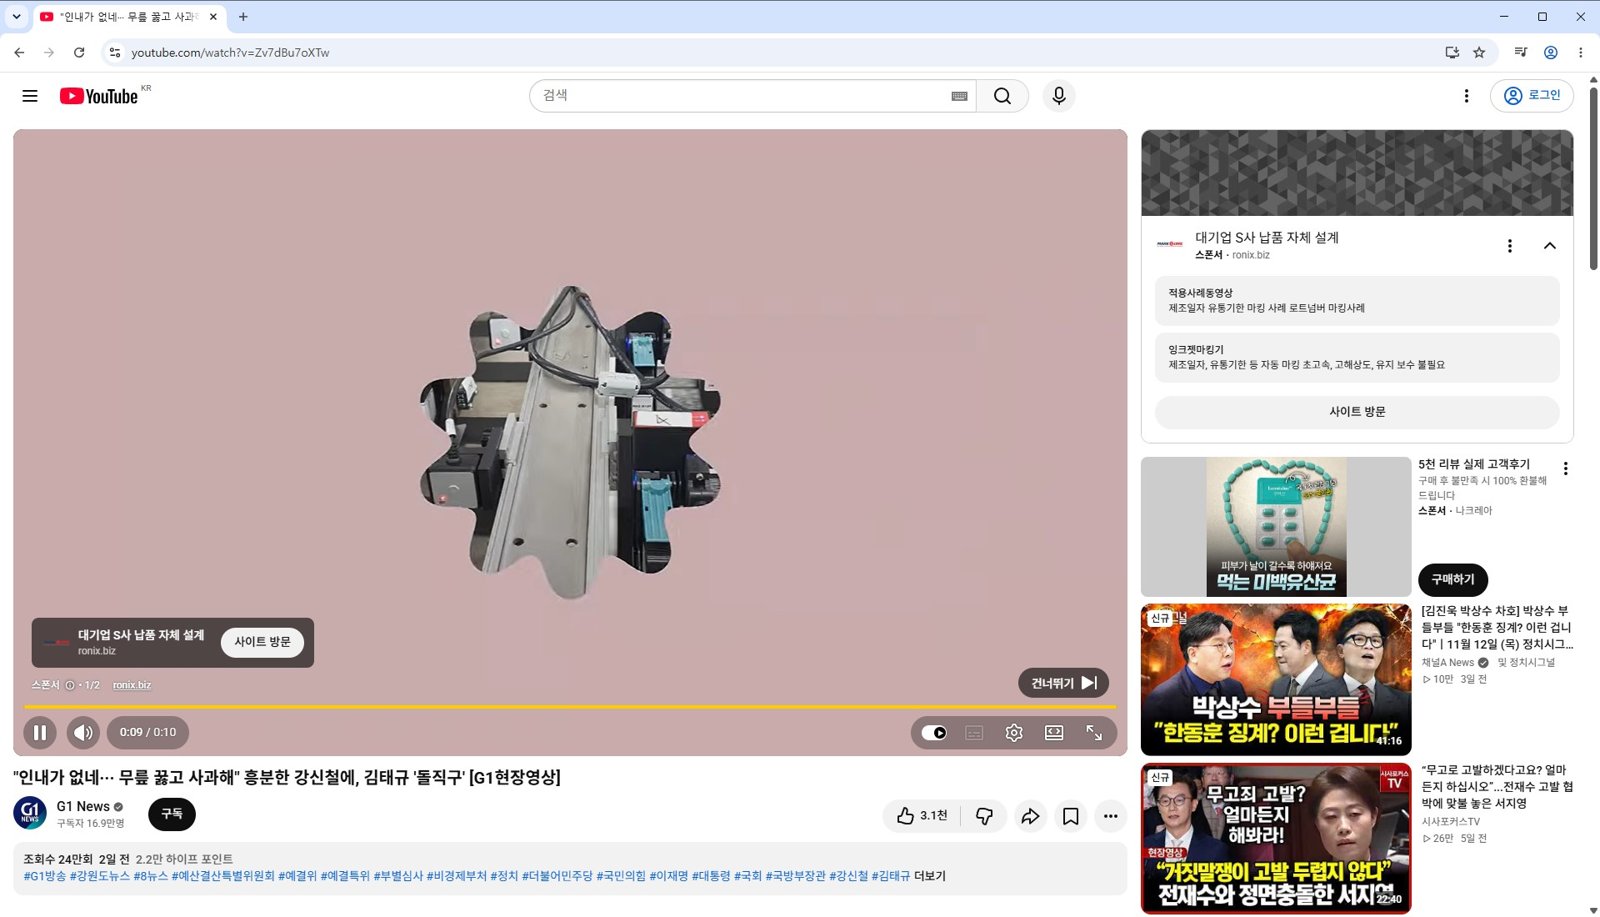 "인내가 없네… 무릎 꿇고 사과해
youtube.com/watch?v=Zv7dBu7oXTw
YouTube KR
검색
로그인
대기업 S사 납품 자체 설계
ronix.biz
사이트 방문
스폰서 · 1/2 ronix.biz
건너뛰기
0:09 / 0:10
"인내가 없네… 무릎 꿇고 사과해" 흥분한 강신철에, 김태규 '돌직구' [G1현장영상]
G1 NEWS
G1 News
구독자 16.9만명
구독
3.1천
조회수 24만회 2일 전 2.2만 하이프 포인트
#G1방송 #강원도뉴스 #8뉴스 #예산결산특별위원회 #예결위 #예결특위 #부별심사 #비경제부처 #정치 #더불어민주당 #국민의힘 #이재명 #대통령 #국회 #국방부장관 #강신철 #김태규 더보기
대기업 S사 납품 자체 설계
스폰서 · ronix.biz
적용사례동영상
제조일자 유통기한 마킹 사례 로트넘버 마킹사례
잉크젯마킹기
제조일자, 유통기한 등 자동 마킹 초고속, 고해상도, 유지 보수 불필요
사이트 방문
피부가 날이 갈수록 하얘져요
먹는 미백유산균
5천 리뷰 실제 고객후기
구매 후 불만족 시 100% 환불해
드립니다
스폰서 · 나크레아
구매하기
신규
박상수 부들부들
"한동훈 징계? 이런 겁니다"
41:16
[김진욱 박상수 차호] 박상수 부
들부들 "한동훈 징계? 이런 겁니
다" | 11월 12일 (목) 정치시그...
채널A News 및 정치시그널
10만 3일 전
신규
시사포커스 TV
무고죄 고발?
얼마든지
해봐라!
현장영상
"거짓말쟁이 고발 두렵지 않다"
전재수와 정면충돌한 서지영
22:40
"무고로 고발하겠다고요? 얼마
든지 하십시오"...전재수 고발 협
박에 맞불 놓은 서지영
시사포커스TV
26만 5일 전